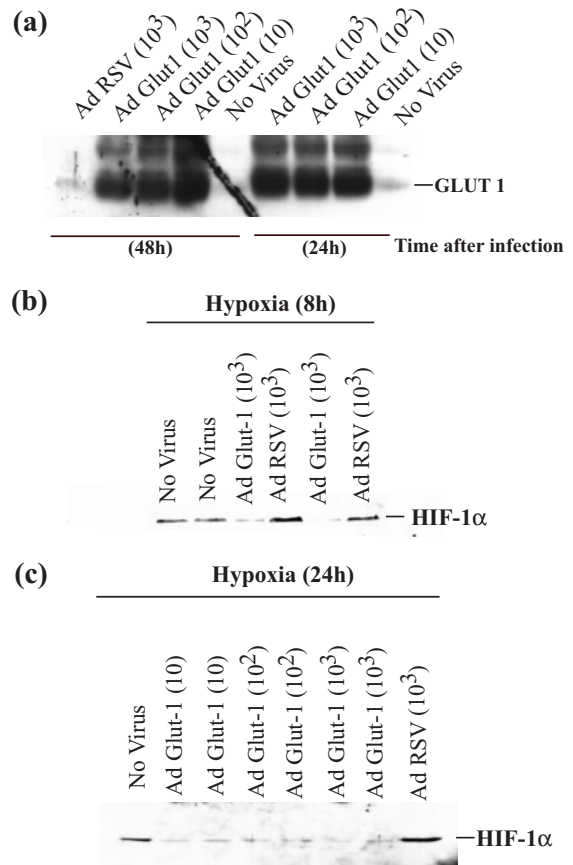 (a)
Ad RSV (10³)
Ad Glut1 (10³)
Ad Glut1 (10²)
Ad Glut1 (10)
No Virus
Ad Glut1 (10³)
Ad Glut1 (10²)
Ad Glut1 (10)
No Virus
GLUT 1
(48h)
(24h)
Time after infection
(b)
Hypoxia (8h)
No Virus
No Virus
Ad Glut-1 (10³)
Ad RSV (10³)
Ad Glut-1 (10³)
Ad RSV (10³)
HIF-1α
(c)
Hypoxia (24h)
No Virus
Ad Glut-1 (10)
Ad Glut-1 (10)
Ad Glut-1 (10²)
Ad Glut-1 (10²)
Ad Glut-1 (10³)
Ad Glut-1 (10³)
Ad RSV (10³)
HIF-1α